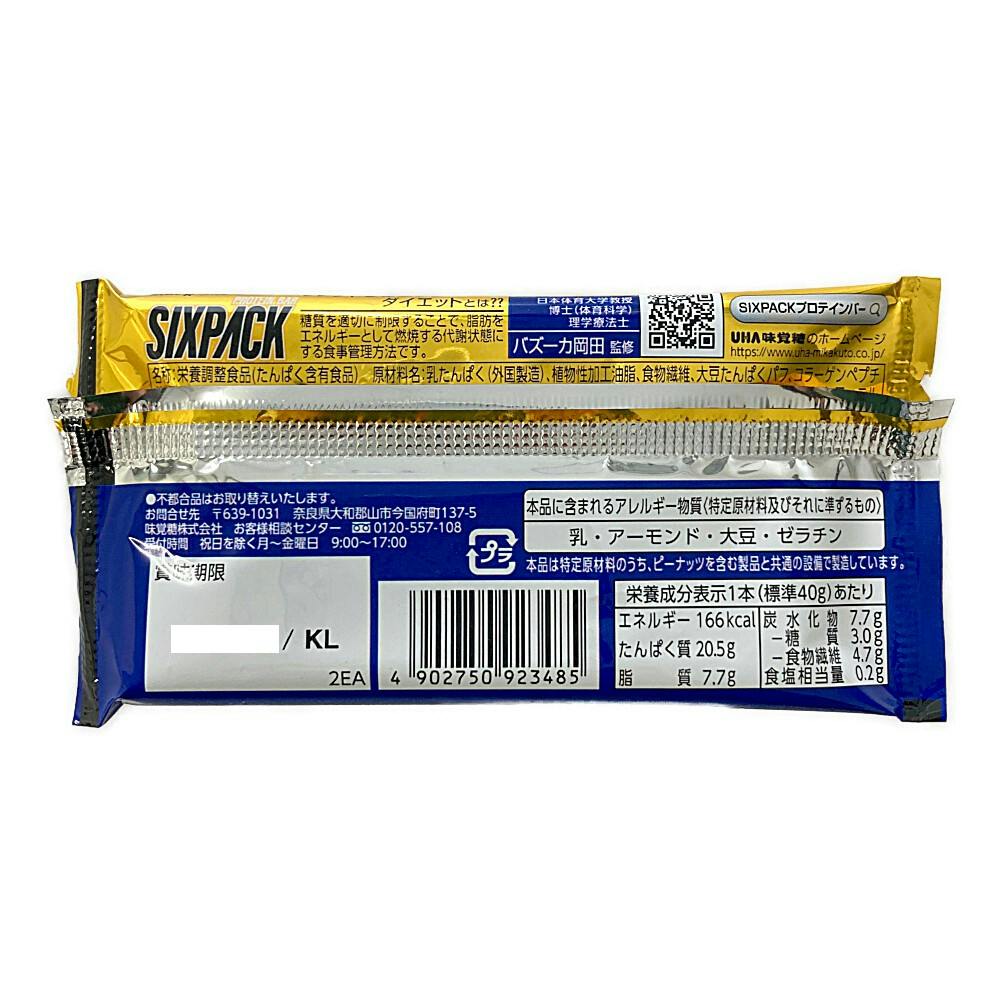 PROTEIN BAR
SIXPACK
ダイエットとは??
糖質を適切に制限することで、脂肪を
エネルギーとして燃焼する代謝状態に
する食事管理方法です。
日本体育大学教授
博士(体育科学)
理学療法士
バズーカ岡田 監修
SIXPACKプロテインバー
UHA味覚糖のホームページ
https://www.uha-mikakuto.co.jp/
名称:栄養調整食品(たんぱく含有食品) 原材料名:乳たんぱく(外国製造)、植物性加工油脂、食物繊維、大豆たんぱくパフ、コラーゲンペプチ
●不都合品はお取り替えいたします。
お問合せ先 〒639-1031 奈良県大和郡山市今国府町137-5
味覚糖株式会社 お客様相談センター 0120-557-108
受付時間 祝日を除く月〜金曜日 9:00〜17:00
プラ
本品に含まれるアレルギー物質(特定原材料及びそれに準ずるもの)
乳・アーモンド・大豆・ゼラチン
本品は特定原材料のうち、ピーナッツを含む製品と共通の設備で製造しています。
賞味期限
/ KL
2EA
4 902750 923485
栄養成分表示1本(標準40g)あたり
エネルギー 166kcal
たんぱく質 20.5g
脂質 7.7g
炭水化物 7.7g
−糖質 3.0g
−食物繊維 4.7g
食塩相当量 0.2g